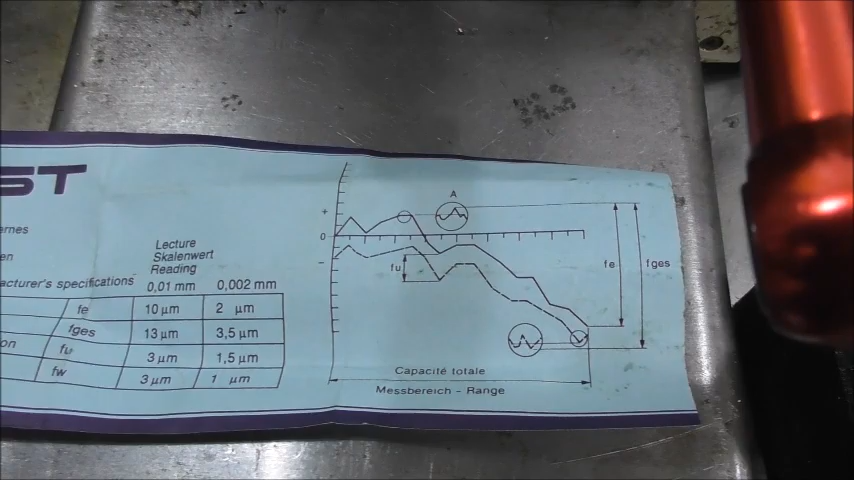 ST
ernes
en
Lecture
Skalenwert
Reading
acturer's specifications
0,01 mm 0,002 mm
fe 10 µm 2 µm
fges 13 µm 3,5 µm
on fu 3 µm 1,5 µm
fw 3 µm 1 µm
A
+
0
−
fu
fe
fges
Capacité totale
Messbereich - Range